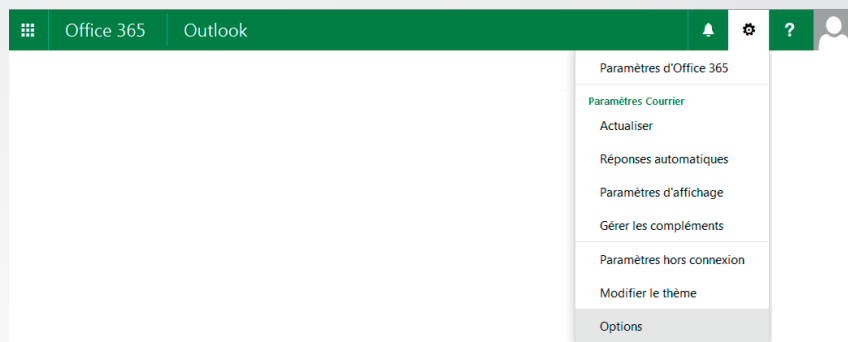 Office 365 Outlook ?
Paramètres d'Office 365
Paramètres Courrier
Actualiser
Réponses automatiques
Paramètres d'affichage
Gérer les compléments
Paramètres hors connexion
Modifier le thème
Options